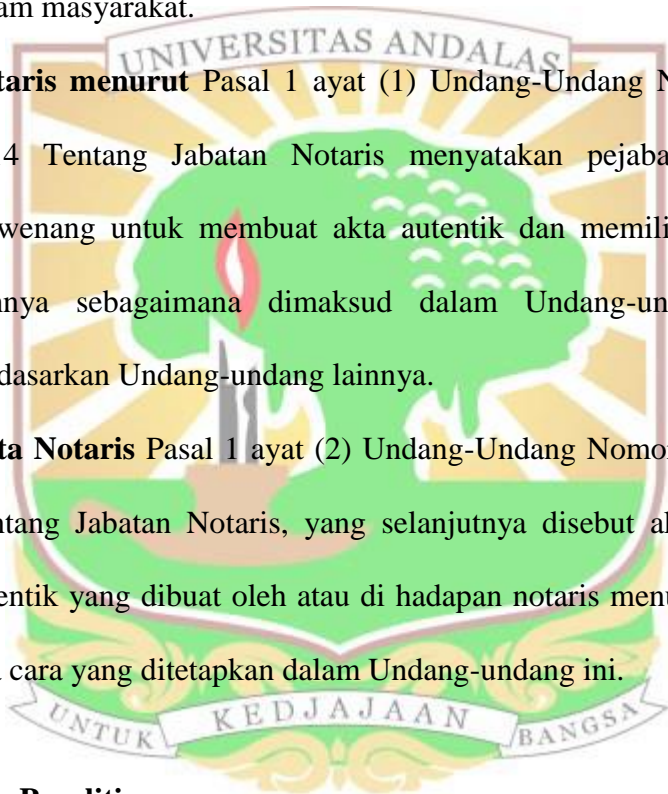 am masyarakat.
UNIVERSITAS ANDALAS
taris menurut Pasal 1 ayat (1) Undang-Undang N
4 Tentang Jabatan Notaris menyatakan pejaba
wenang untuk membuat akta autentik dan memili
nnya sebagaimana dimaksud dalam Undang-un
dasarkan Undang-undang lainnya.
ta Notaris Pasal 1 ayat (2) Undang-Undang Nomo
ntang Jabatan Notaris, yang selanjutnya disebut a
entik yang dibuat oleh atau di hadapan notaris menu
a cara yang ditetapkan dalam Undang-undang ini.
UNTUK KEDJAJAAN BANGSA